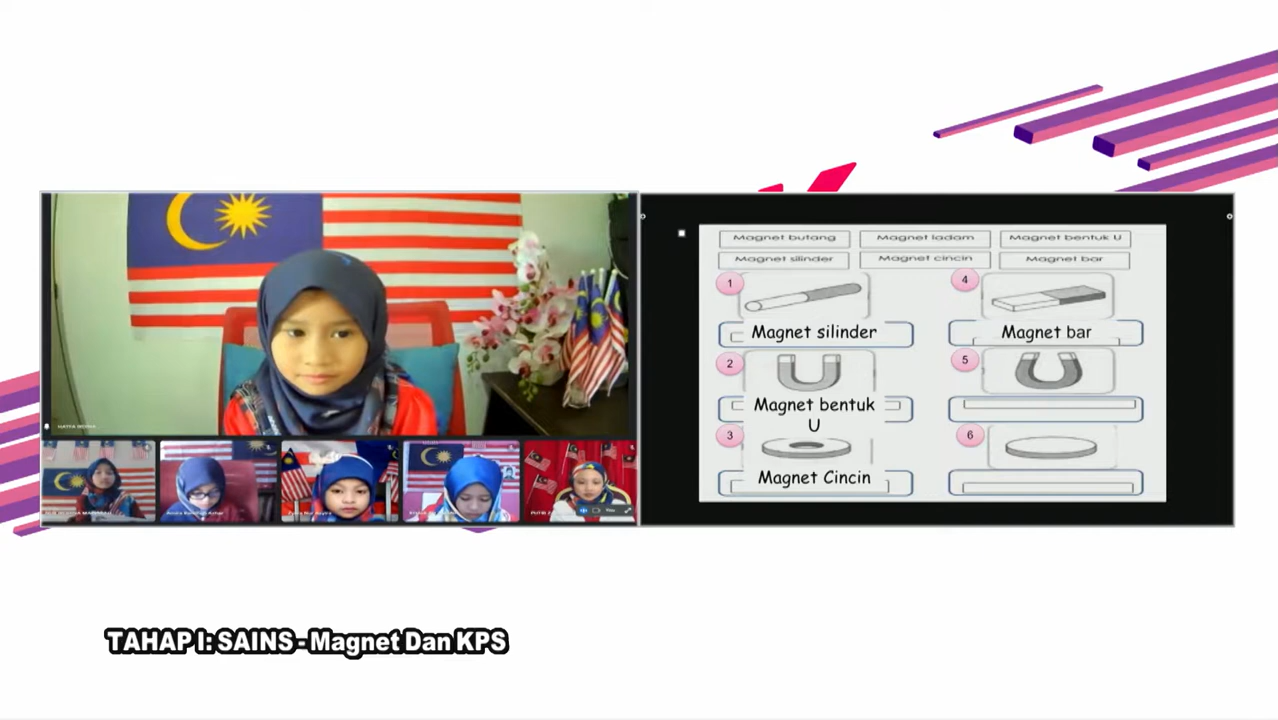 Magnet butang
Magnet ladam
Magnet bentuk U
Magnet silinder
Magnet cincin
Magnet bar
1
Magnet silinder
4
Magnet bar
2
Magnet bentuk
U
5
3
Magnet Cincin
6
TAHAP I: SAINS - Magnet Dan KPS